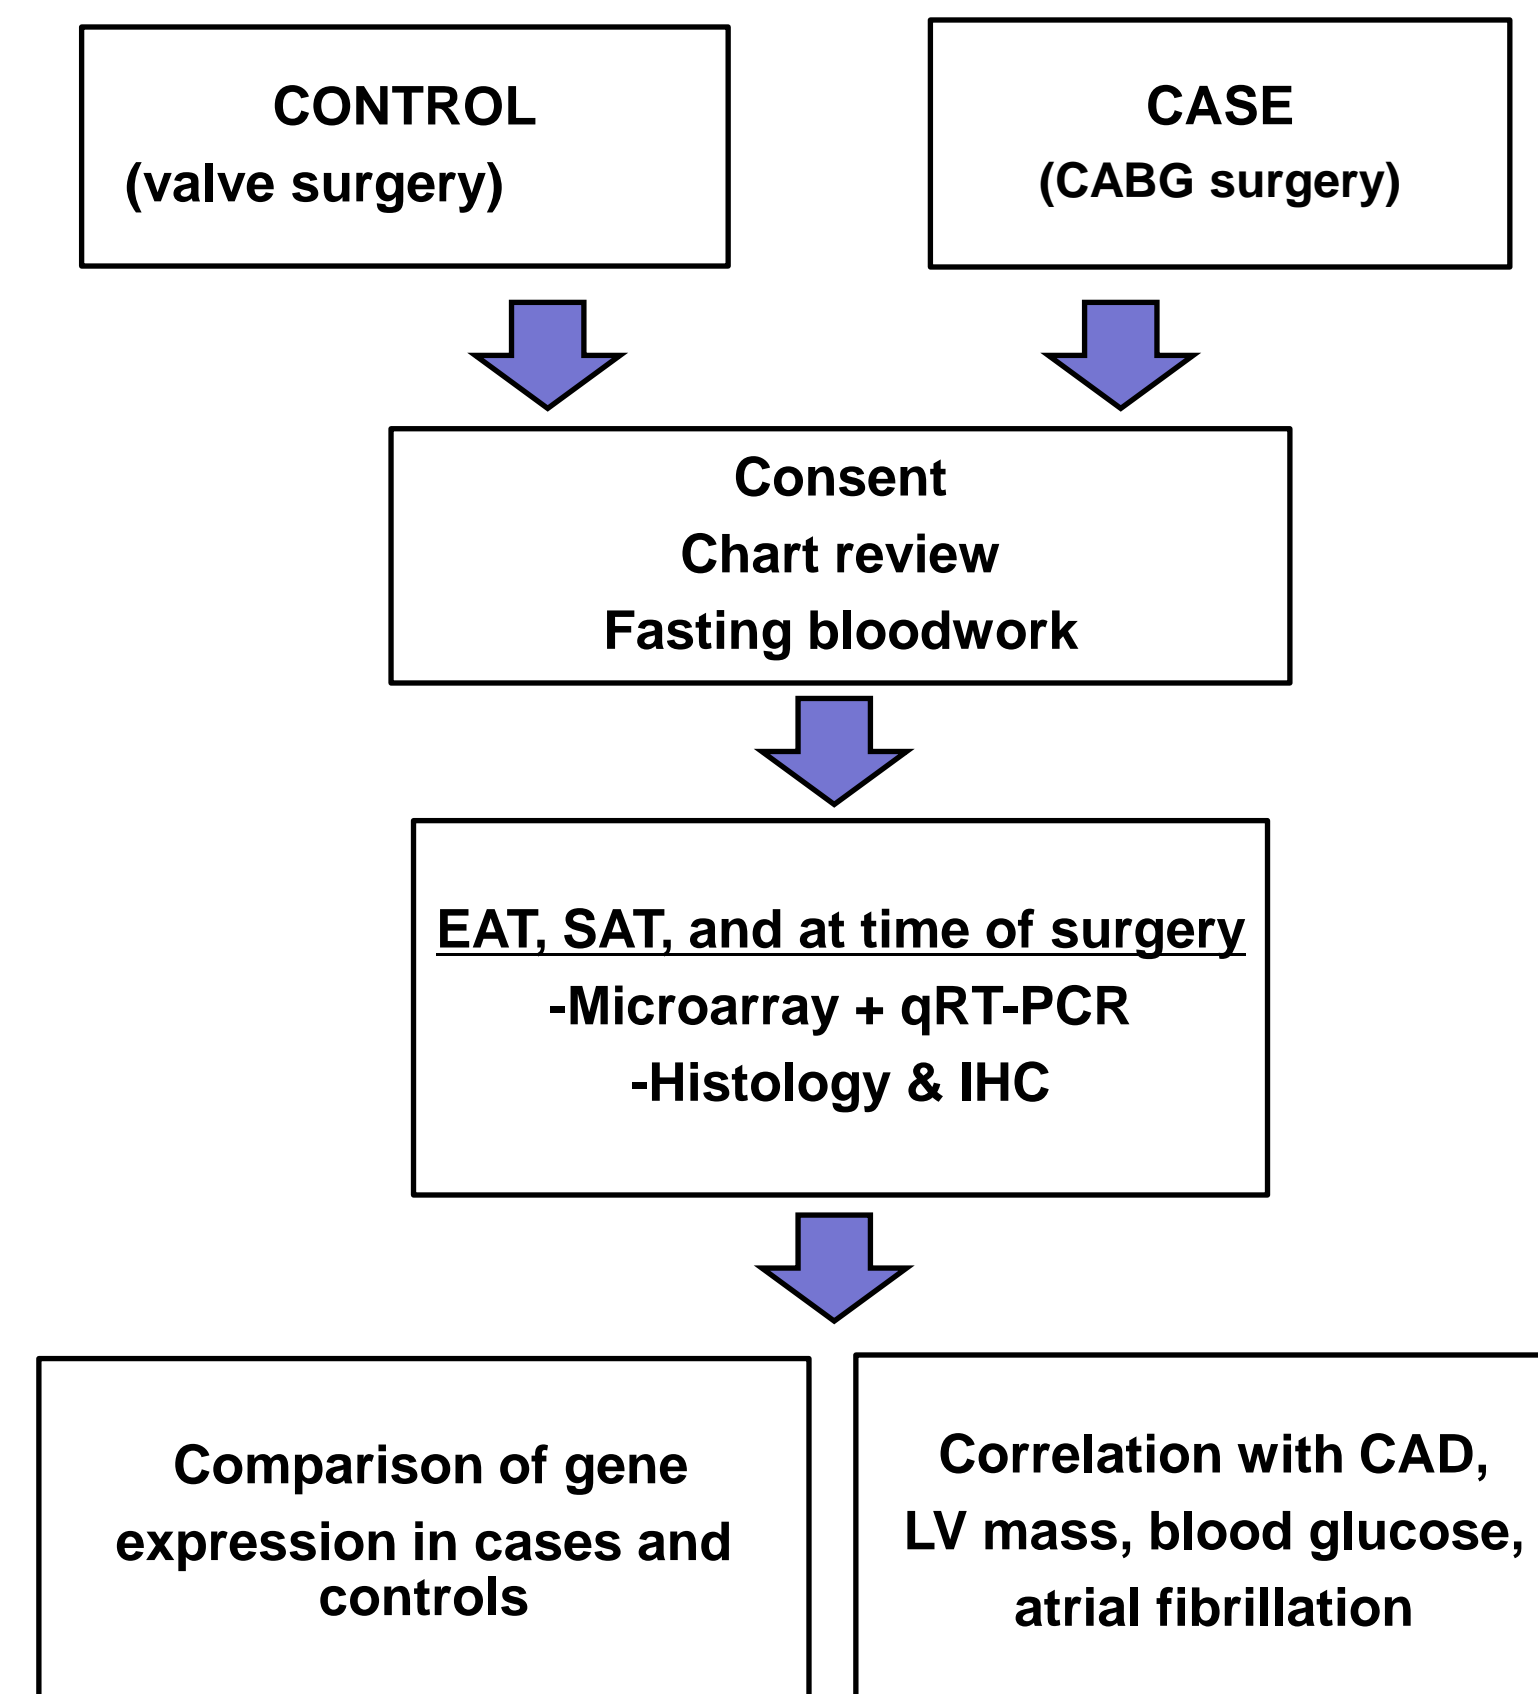 CONTROL
(valve surgery)
CASE
(CABG surgery)
Consent
Chart review
Fasting bloodwork
EAT, SAT, and at time of surgery
-Microarray + qRT-PCR
-Histology & IHC
Comparison of gene
expression in cases and
controls
Correlation with CAD,
LV mass, blood glucose,
atrial fibrillation